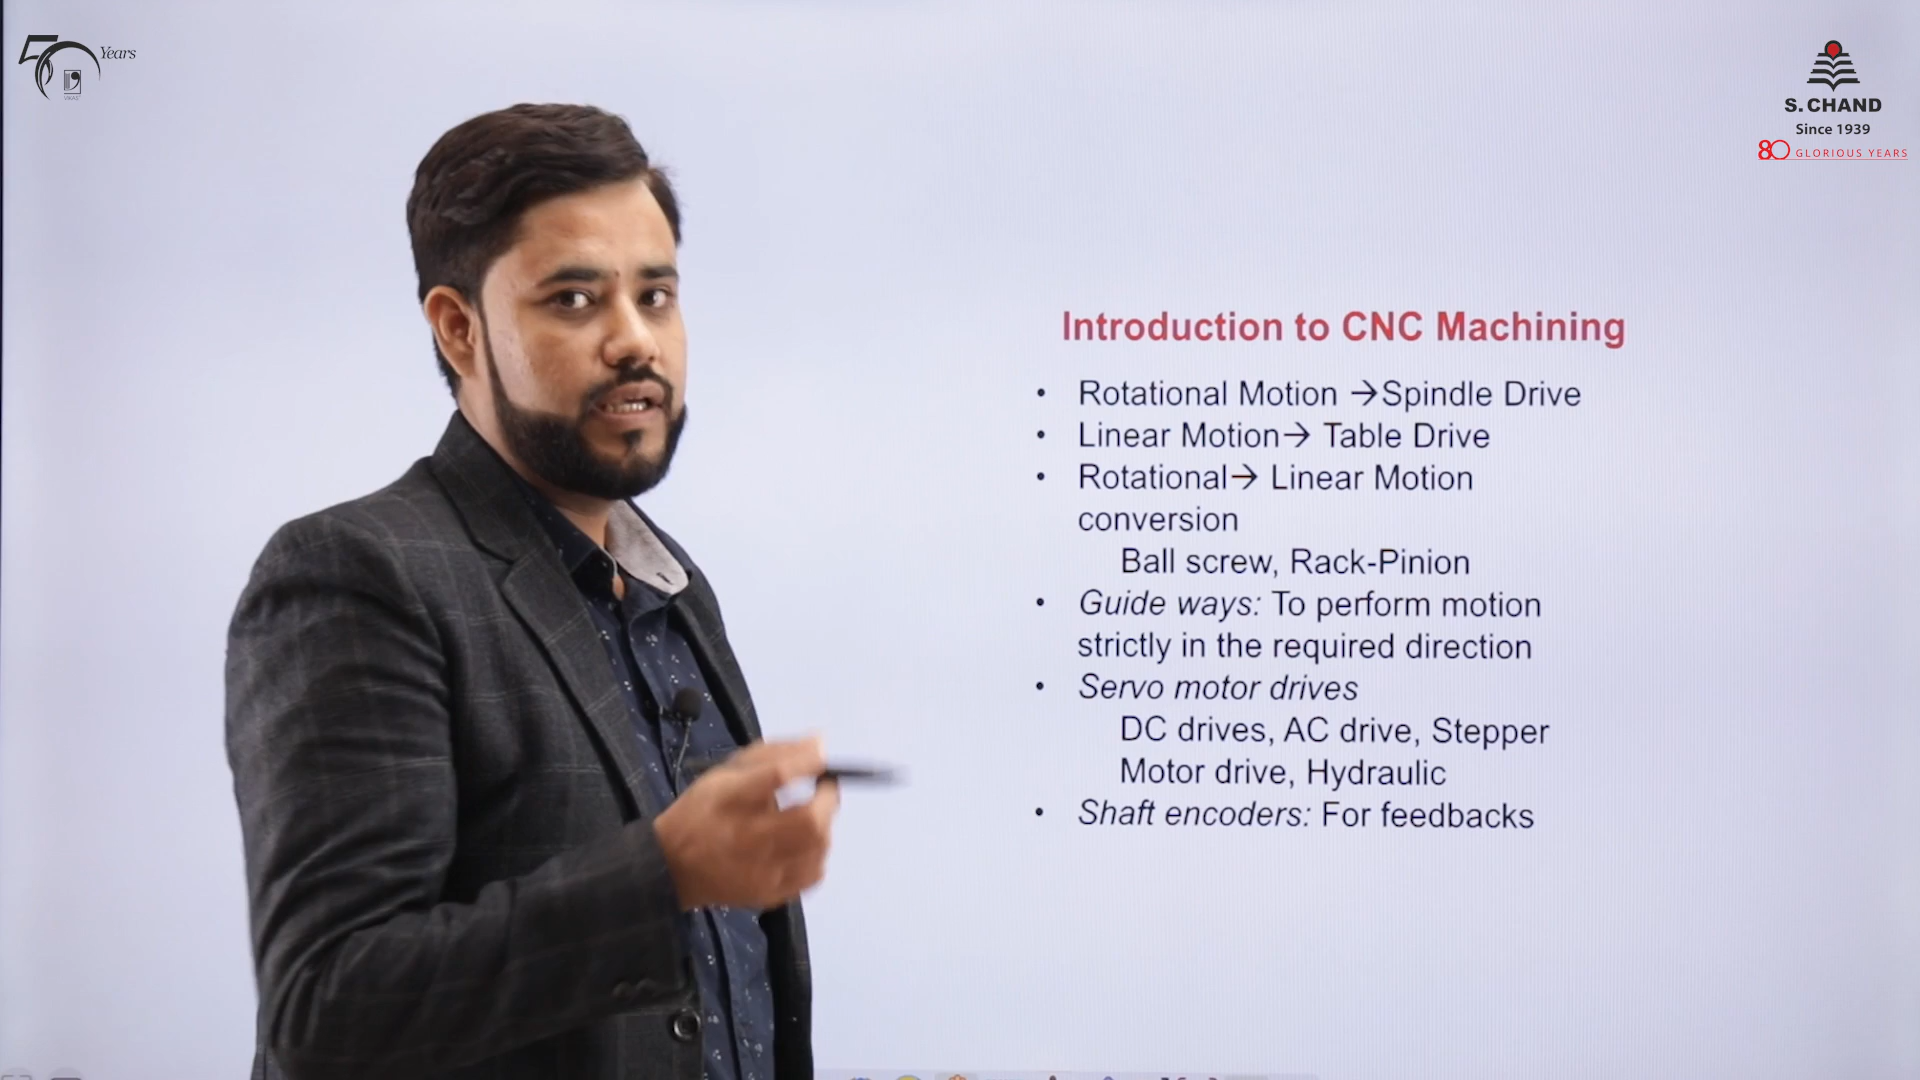 50 Years
VIKAS
S. CHAND
Since 1939
80 GLORIOUS YEARS
Introduction to CNC Machining
• Rotational Motion →Spindle Drive
• Linear Motion→ Table Drive
• Rotational→ Linear Motion
conversion
Ball screw, Rack-Pinion
• Guide ways: To perform motion
strictly in the required direction
• Servo motor drives
DC drives, AC drive, Stepper
Motor drive, Hydraulic
• Shaft encoders: For feedbacks